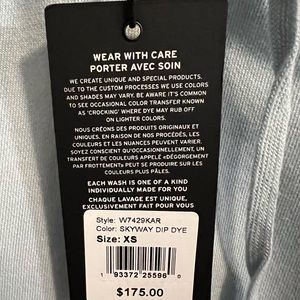 WEAR WITH CARE
PORTER AVEC SOIN
WE CREATE UNIQUE AND SPECIAL PRODUCTS.
DUE TO THE CUSTOM PROCESSES WE USE COLORS
AND SHADES MAY VARY. BE AWARE IT'S COMMON
TO SEE OCCASIONAL COLOR TRANSFER KNOWN
AS 'CROCKING' WHERE DYE MAY RUB OFF
ON LIGHTER COLORS.
NOUS CRÉONS DES PRODUITS ORIGINAUX ET
UNIQUES. EN RAISON DE NOS PROCÉDÉS, LES
COULEURS ET LES NUANCES PEUVENT VARIER.
SOYEZ CONSCIENT QU'OCCASIONNELLEMENT, UN
TRANSFERT DE COULEUR APPELÉ «DÉGORGEMENT
PAR FROTTEMENT» PEUT SE PRODUIRE SUR LES
COULEURS PLUS PÂLES.
EACH WASH IS ONE OF A KIND
INDIVIDUALLY MADE FOR YOU
CHAQUE LAVAGE EST UNIQUE,
EXCLUSIVEMENT FAIT POUR VOUS
Style: W7429KAR
Color: SKYWAY DIP DYE
Size: XS
1 93372 25596 0
$175.00